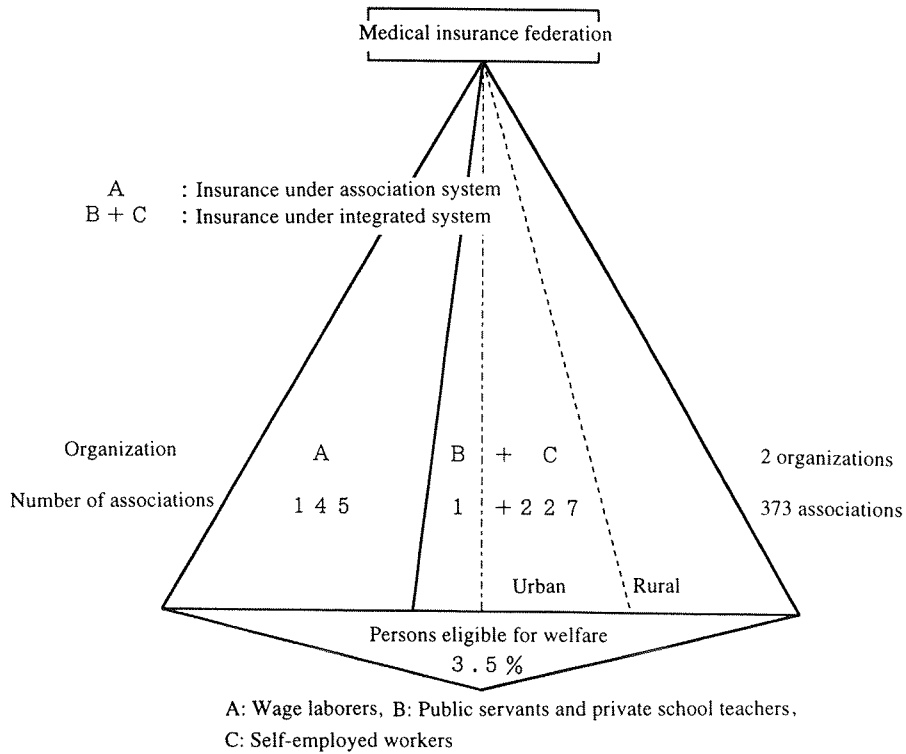 Medical insurance federation
A : Insurance under association system
B + C : Insurance under integrated system
Organization A B + C 2 organizations
Number of associations 1 4 5 1 + 2 2 7 373 associations
Urban Rural
Persons eligible for welfare
3 . 5 %
A: Wage laborers, B: Public servants and private school teachers,
C: Self-employed workers